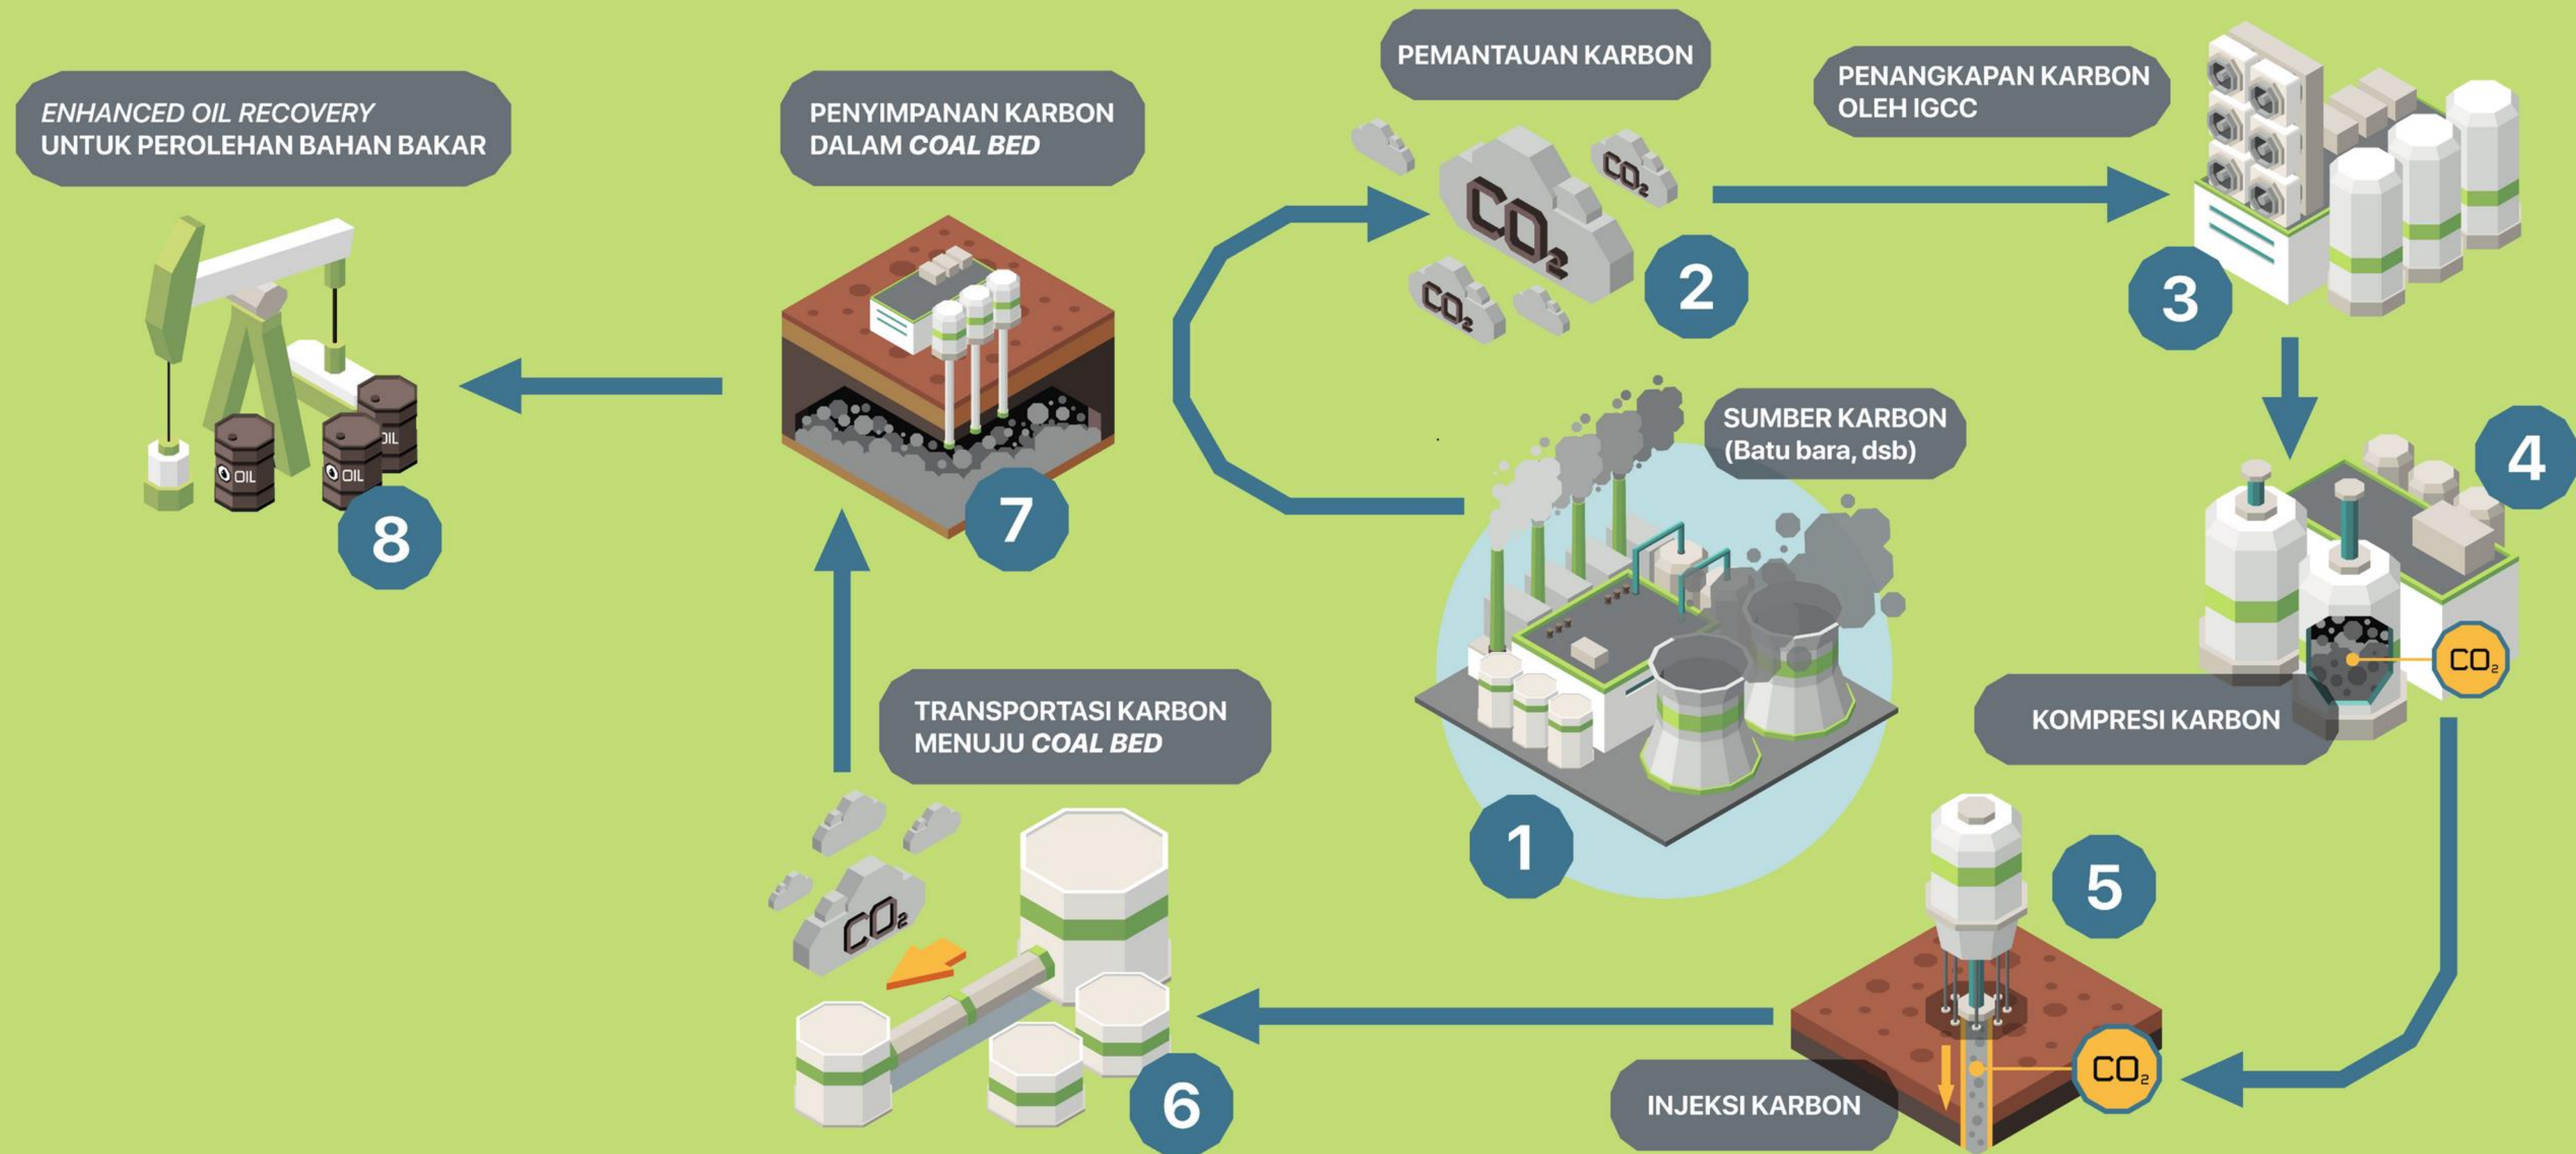 ENHANCED OIL RECOVERY
UNTUK PEROLEHAN BAHAN BAKAR
OIL
OIL
OIL
8
PENYIMPANAN KARBON
DALAM COAL BED
7
PEMANTAUAN KARBON
CO₂
CO₂
CO₂
2
PENANGKAPAN KARBON
OLEH IGCC
3
SUMBER KARBON
(Batu bara, dsb)
1
4
CO₂
KOMPRESI KARBON
5
CO₂
INJEKSI KARBON
TRANSPORTASI KARBON
MENUJU COAL BED
CO₂
6